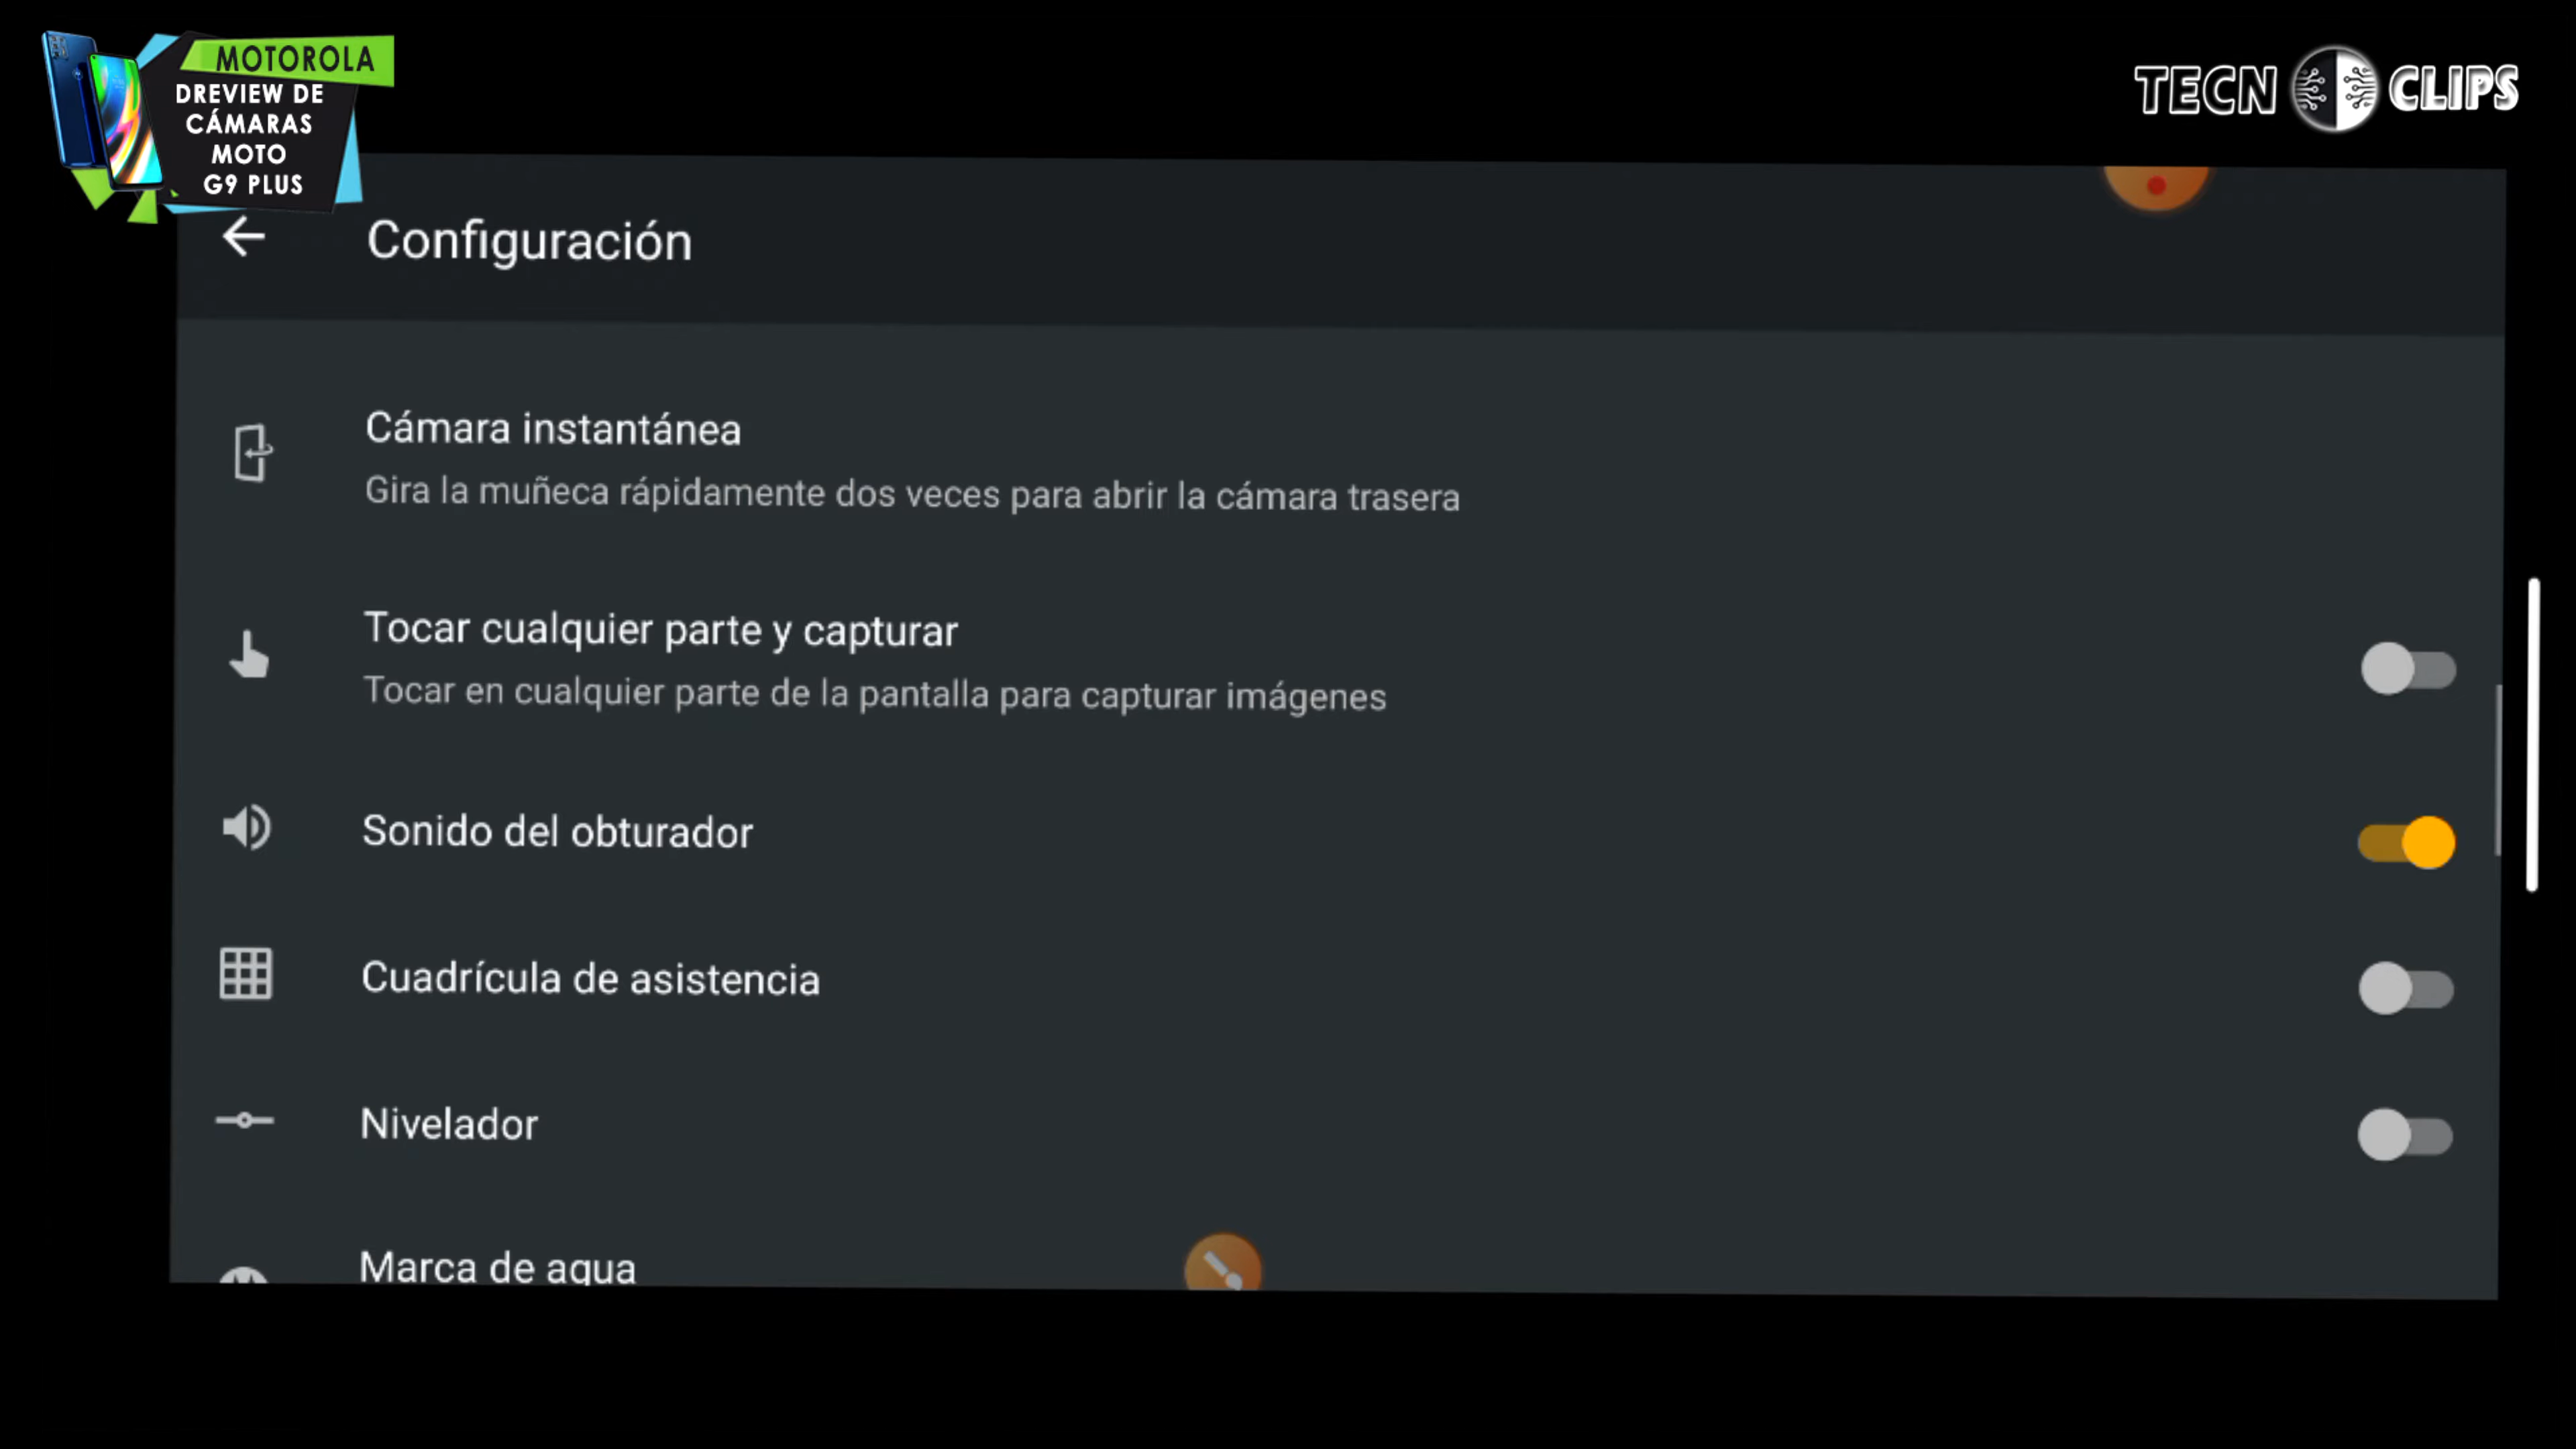 MOTOROLA
DREVIEW DE
CÁMARAS
MOTO
G9 PLUS
TECN CLIPS
Configuración
Cámara instantánea
Gira la muñeca rápidamente dos veces para abrir la cámara trasera
Tocar cualquier parte y capturar
Tocar en cualquier parte de la pantalla para capturar imágenes
Sonido del obturador
Cuadrícula de asistencia
Nivelador
Marca de agua